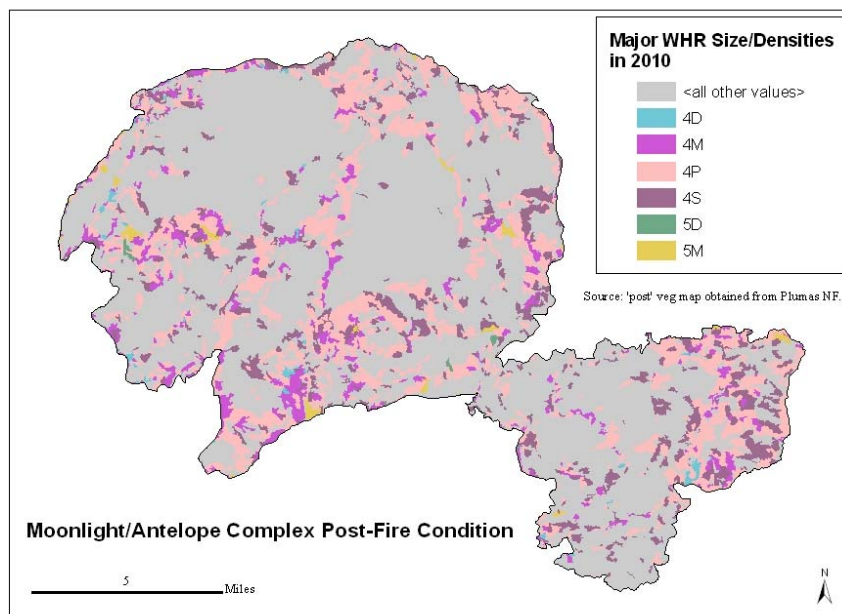 Major WHR Size/Densities
in 2010
<all other values>
4D
4M
4P
4S
5D
5M
Source: 'post' veg map obtained from Plumas NF.
Moonlight/Antelope Complex Post-Fire Condition
5
Miles
N